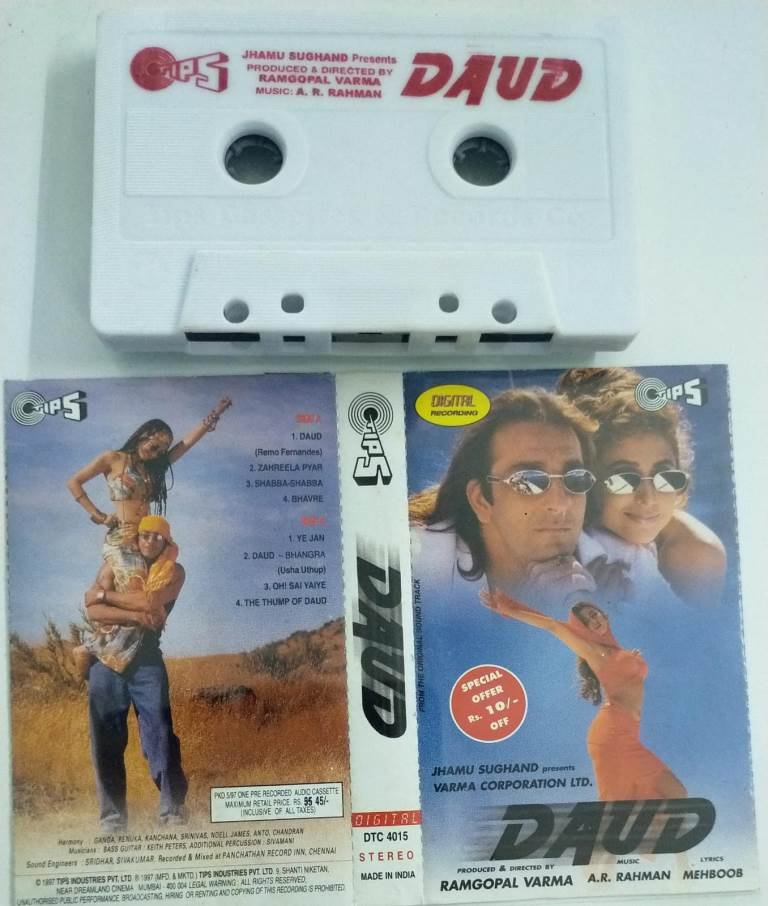 TIPS
JHAMU SUGHAND Presents
PRODUCED & DIRECTED BY
RAMGOPAL VARMA
MUSIC: A. R. RAHMAN
DAUD
TIPS
SIDE A
1. DAUD
(Remo Fernandes)
2. ZAHREELA PYAR
3. SHABBA-SHABBA
4. BHAVRE
1. YE JAN
2. DAUD - BHANGRA
(Usha Uthup)
3. OH! SAI YAIYE
4. THE THUMP OF DAUD
PKD.5/97 ONE PRE RECORDED AUDIO CASSETTE
MAXIMUM RETAIL PRICE: RS. 45/-
(INCLUSIVE OF ALL TAXES)
Harmony : GANGA, RENUKA, KANCHANA, SRINIVAS, NOELL JAMES, ANTO, CHANDRAN
Musicians : BASS GUITAR : KEITH PETERS, ADDITIONAL PERCUSSION : SIVAMANI
Sound Engineers : SRIDHAR, SIVAKUMAR. Recorded & Mixed at PANCHATHAN RECORD INN, CHENNAI
© 1997 TIPS INDUSTRIES PVT. LTD. ℗ 1997 (MFD. & MKTD.) TIPS INDUSTRIES PVT. LTD. 9, SHANTI NIKETAN,
NEAR DREAMLAND CINEMA MUMBAI - 400 004 LEGAL WARNING : ALL RIGHTS RESERVED.
UNAUTHORISED PUBLIC PERFORMANCE, BROADCASTING, HIRING OR RENTING AND COPYING OF THIS RECORDING IS PROHIBITED.
TIPS
DAUD
DIGITAL
DTC 4015
STEREO
MADE IN INDIA
DIGITAL
RECORDING
TIPS
FROM THE ORIGINAL SOUND TRACK
SPECIAL
OFFER
Rs. 10/-
OFF
JHAMU SUGHAND presents
VARMA CORPORATION LTD.
DAUD
PRODUCED & DIRECTED BY
RAMGOPAL VARMA
MUSIC
A.R. RAHMAN
LYRICS
MEHBOOB